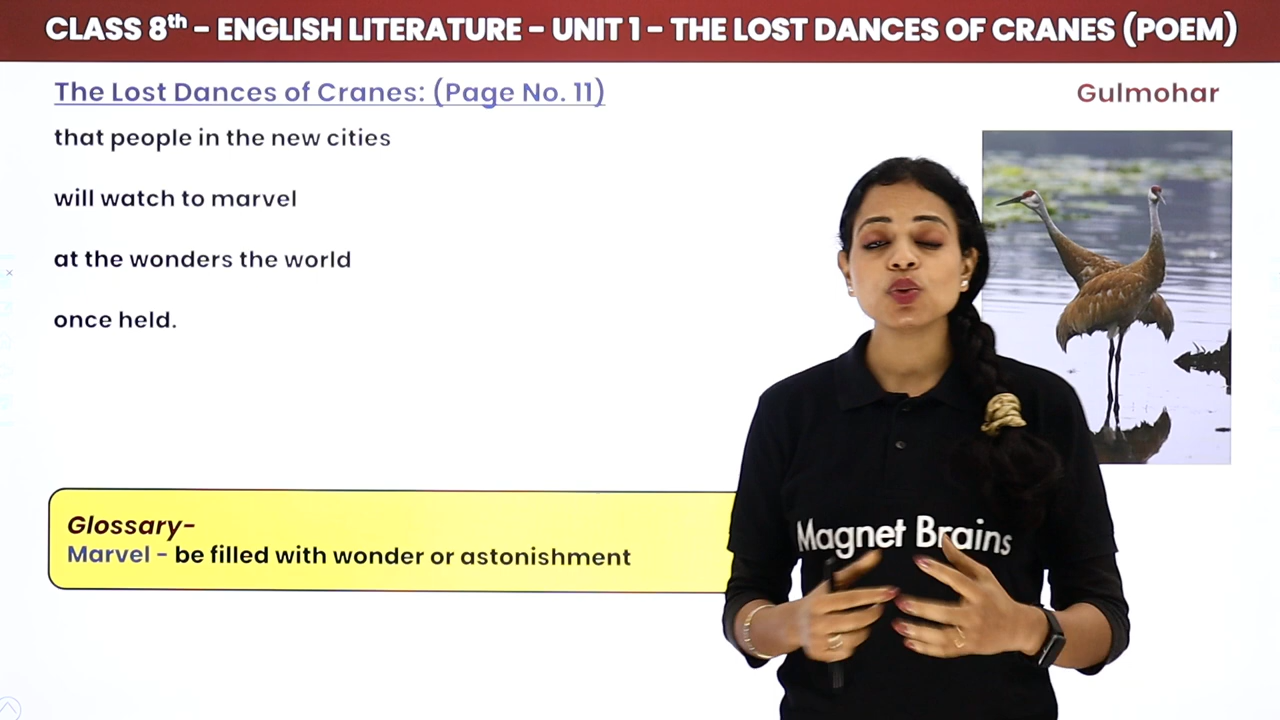 CLASS 8th – ENGLISH LITERATURE – UNIT 1 – THE LOST DANCES OF CRANES (POEM)
The Lost Dances of Cranes: (Page No. 11)
Gulmohar
that people in the new cities
will watch to marvel
at the wonders the world
once held.
Glossary-
Marvel - be filled with wonder or astonishment
Magnet Brains